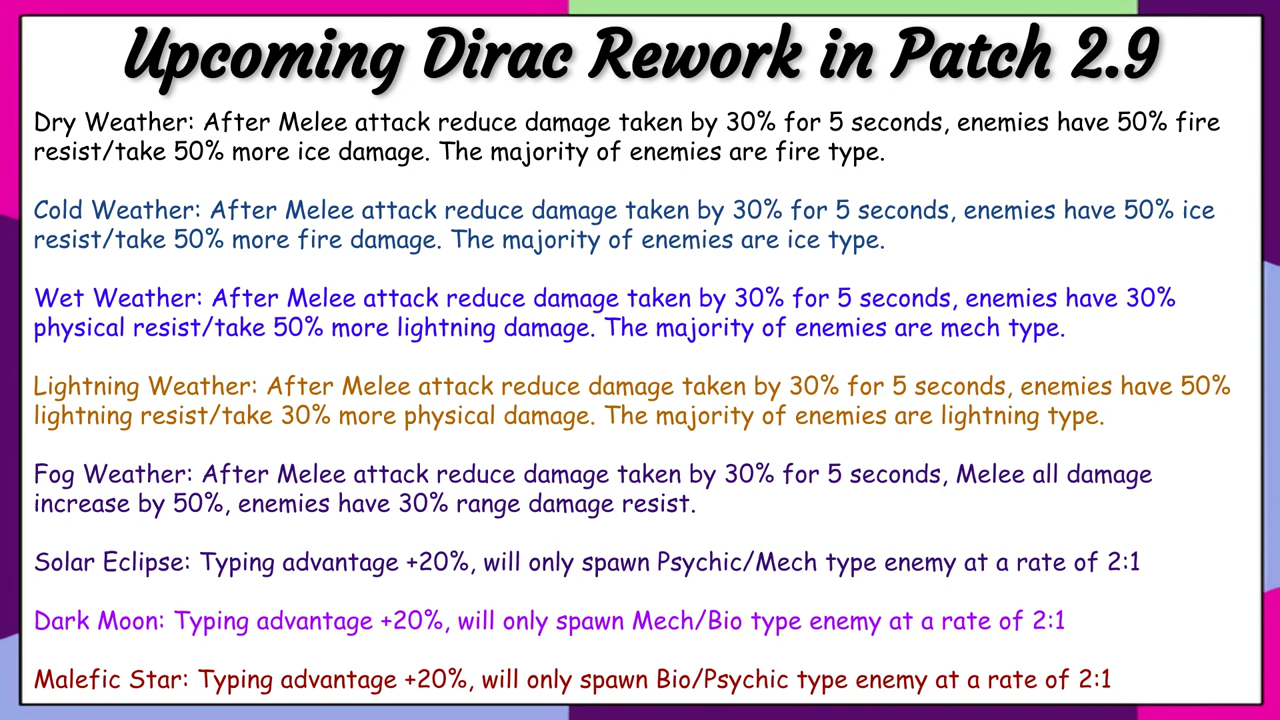 Upcoming Dirac Rework in Patch 2.9
Dry Weather: After Melee attack reduce damage taken by 30% for 5 seconds, enemies have 50% fire
resist/take 50% more ice damage. The majority of enemies are fire type.
Cold Weather: After Melee attack reduce damage taken by 30% for 5 seconds, enemies have 50% ice
resist/take 50% more fire damage. The majority of enemies are ice type.
Wet Weather: After Melee attack reduce damage taken by 30% for 5 seconds, enemies have 30%
physical resist/take 50% more lightning damage. The majority of enemies are mech type.
Lightning Weather: After Melee attack reduce damage taken by 30% for 5 seconds, enemies have 50%
lightning resist/take 30% more physical damage. The majority of enemies are lightning type.
Fog Weather: After Melee attack reduce damage taken by 30% for 5 seconds, Melee all damage
increase by 50%, enemies have 30% range damage resist.
Solar Eclipse: Typing advantage +20%, will only spawn Psychic/Mech type enemy at a rate of 2:1
Dark Moon: Typing advantage +20%, will only spawn Mech/Bio type enemy at a rate of 2:1
Malefic Star: Typing advantage +20%, will only spawn Bio/Psychic type enemy at a rate of 2:1